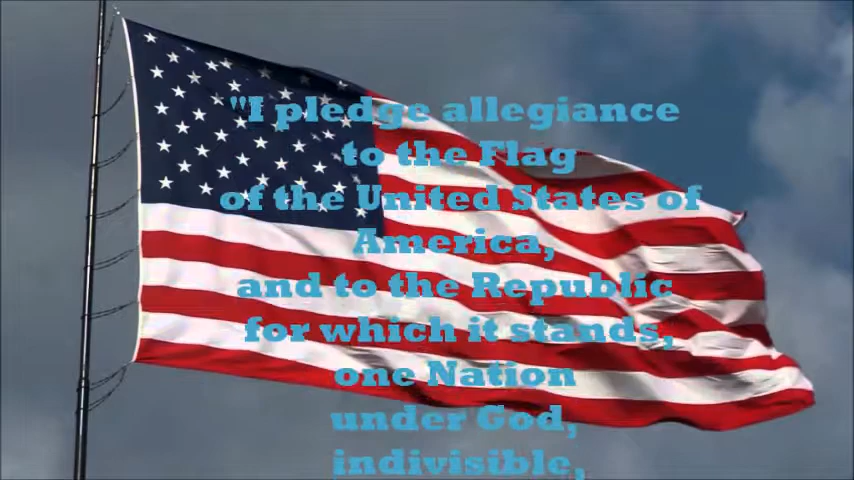 "I pledge allegiance
to the Flag
of the United States of
America,
and to the Republic
for which it stands,
one Nation
under God,
indivisible,